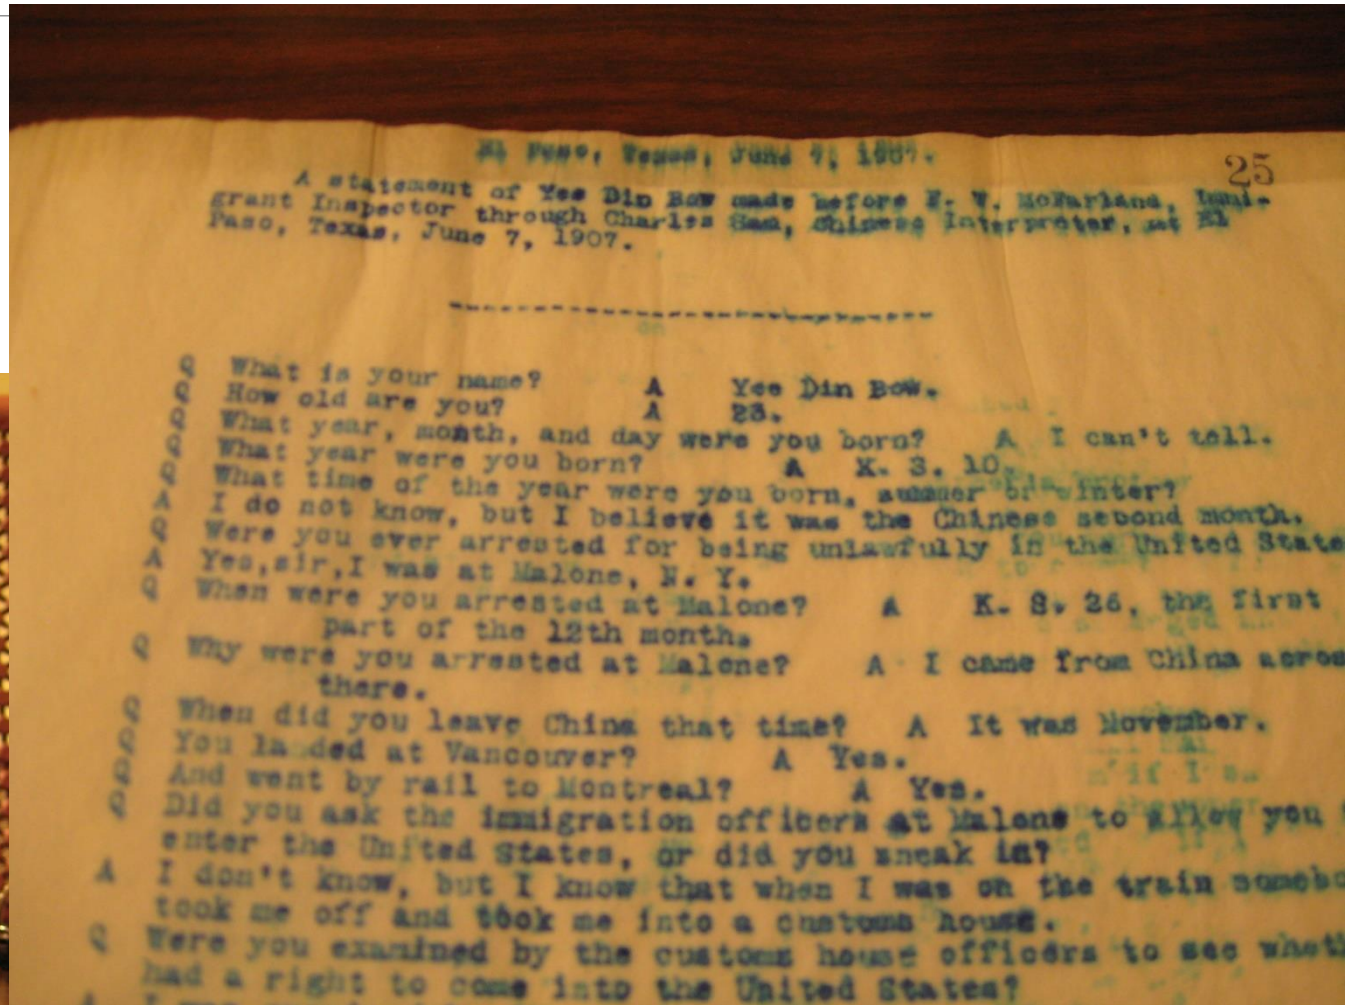 El Paso, Texas, June 7, 1907.
25
A statement of Yee Din Bow made before F. W. McFarland, Immi-
grant Inspector through Charles Sam, Chinese Interpreter, at El
Paso, Texas, June 7, 1907.
Q What is your name? A Yee Din Bow.
Q How old are you? A 23.
Q What year, month, and day were you born? A I can't tell.
Q What year were you born? A K. S. 10.
Q What time of the year were you born, summer or winter?
A I do not know, but I believe it was the Chinese second month.
Q Were you ever arrested for being unlawfully in the United State
A Yes,sir,I was at Malone, N. Y.
Q When were you arrested at Malone? A K. S. 26, the first
part of the 12th month.
Q Why were you arrested at Malone? A I came from China acros
there.
Q When did you leave China that time? A It was November.
Q You landed at Vancouver? A Yes.
Q And went by rail to Montreal? A Yes.
Q Did you ask the immigration officers at Malone to allow you
enter the United States, or did you sneak in?
A I don't know, but I know that when I was on the train somebo
took me off and took me into a customs house.
Q Were you examined by the customs house officers to see wheth
had a right to come into the United States?